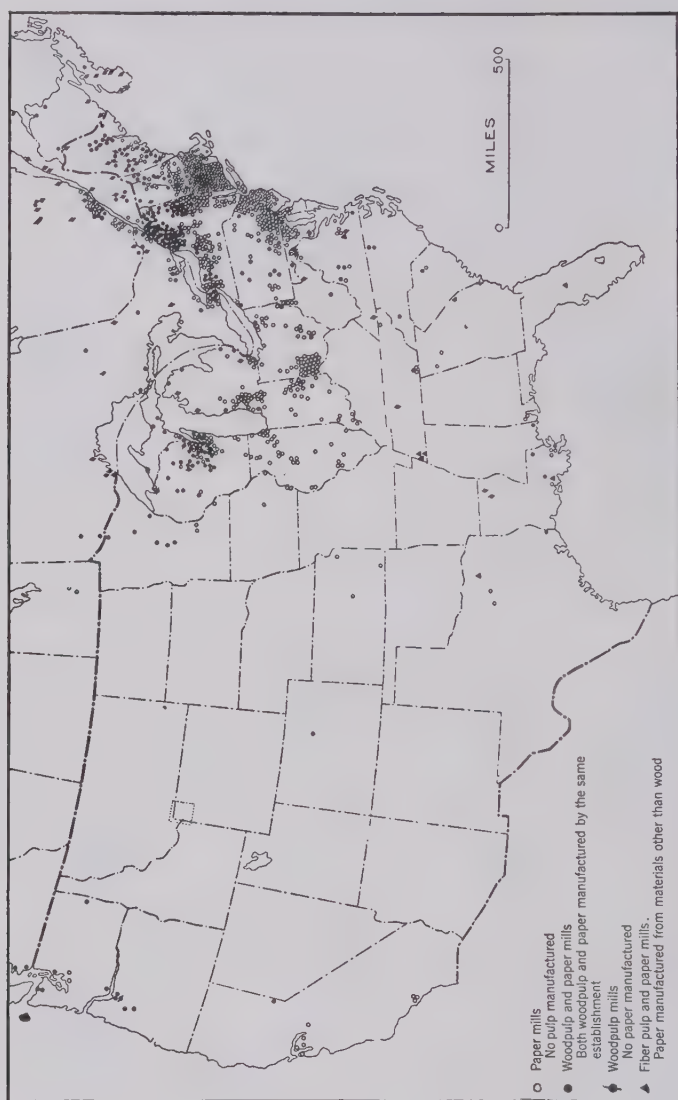 MILES
0 500
Paper mills
No pulp manufactured
Woodpulp and paper mills
Both woodpulp and paper manufactured by the same
establishment
Woodpulp mills
No paper manufactured
Fiber pulp and paper mills.
Paper manufactured from materials other than wood